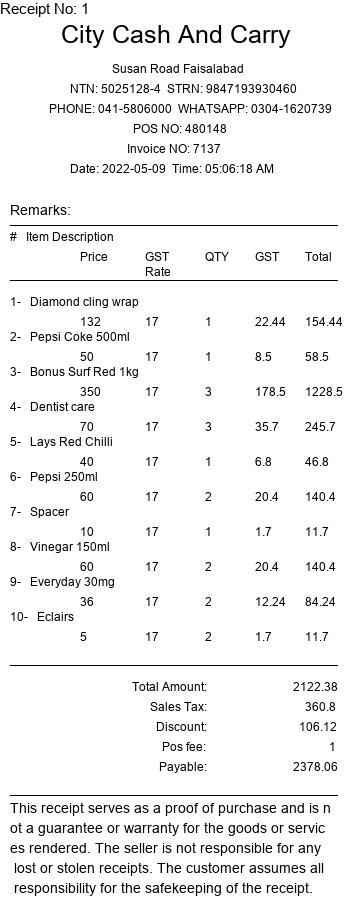 Receipt No: 1
City Cash And Carry
Susan Road Faisalabad
NTN: 5025128-4 STRN: 9847193930460
PHONE: 041-5806000 WHATSAPP: 0304-1620739
POS NO: 480148
Invoice NO: 7137
Date: 2022-05-09 Time: 05:06:18 AM
Remarks:
# Item Description
Price GST Rate QTY GST Total
1- Diamond cling wrap
132 17 1 22.44 154.44
2- Pepsi Coke 500ml
50 17 1 8.5 58.5
3- Bonus Surf Red 1kg
350 17 3 178.5 1228.5
4- Dentist care
70 17 3 35.7 245.7
5- Lays Red Chilli
40 17 1 6.8 46.8
6- Pepsi 250ml
60 17 2 20.4 140.4
7- Spacer
10 17 1 1.7 11.7
8- Vinegar 150ml
60 17 2 20.4 140.4
9- Everyday 30mg
36 17 2 12.24 84.24
10- Eclairs
5 17 2 1.7 11.7
Total Amount: 2122.38
Sales Tax: 360.8
Discount: 106.12
Pos fee: 1
Payable: 2378.06
This receipt serves as a proof of purchase and is n
ot a guarantee or warranty for the goods or servic
es rendered. The seller is not responsible for any
lost or stolen receipts. The customer assumes all
responsibility for the safekeeping of the receipt.